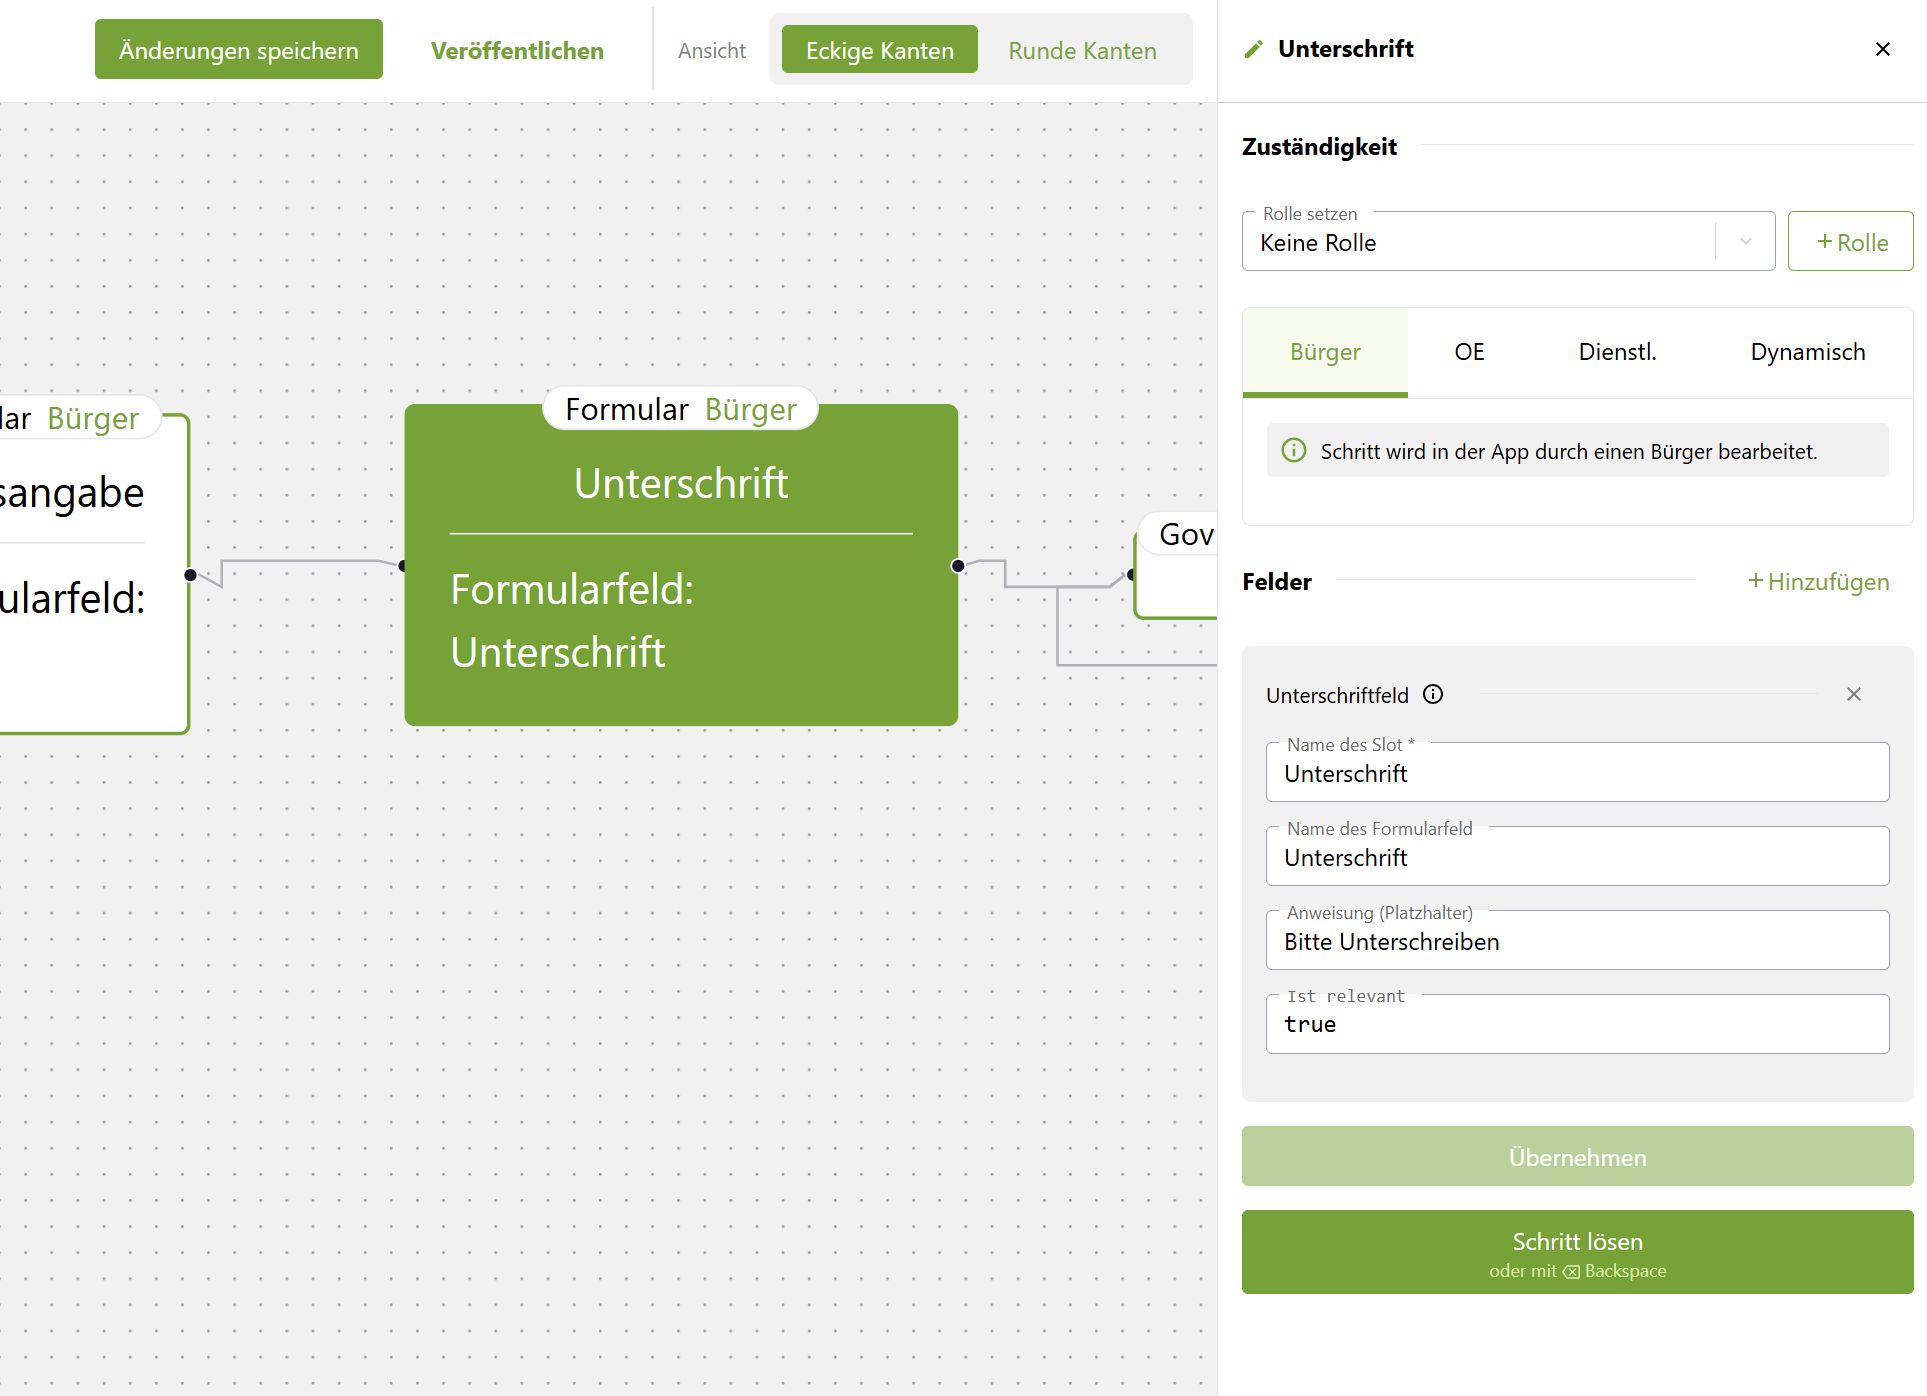 Änderungen speichern
Veröffentlichen
Ansicht
Eckige Kanten
Runde Kanten
lar Bürger
sangabe
ularfeld:
Formular Bürger
Unterschrift
Formularfeld:
Unterschrift
Gov
Unterschrift
Zuständigkeit
Rolle setzen
Keine Rolle
+ Rolle
Bürger
OE
Dienstl.
Dynamisch
Schritt wird in der App durch einen Bürger bearbeitet.
Felder
+ Hinzufügen
Unterschriftfeld
Name des Slot *
Unterschrift
Name des Formularfeld
Unterschrift
Anweisung (Platzhalter)
Bitte Unterschreiben
Ist relevant
true
Übernehmen
Schritt lösen
oder mit ⌫ Backspace